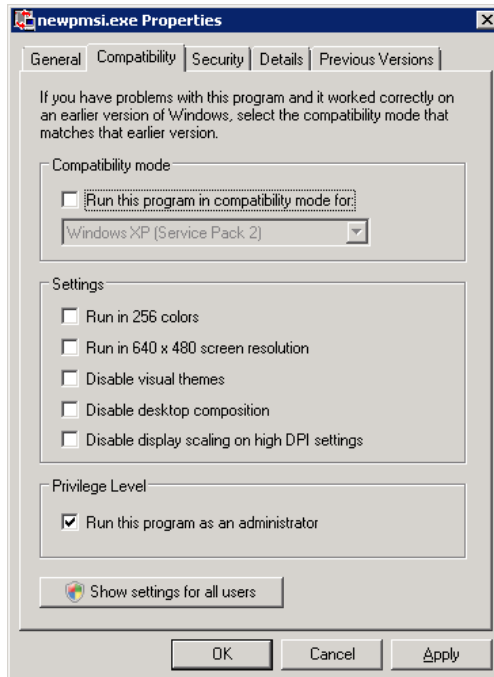 newpmsi.exe Properties
General Compatibility Security Details Previous Versions
If you have problems with this program and it worked correctly on
an earlier version of Windows, select the compatibility mode that
matches that earlier version.
Compatibility mode
Run this program in compatibility mode for:
Windows XP (Service Pack 2)
Settings
Run in 256 colors
Run in 640 x 480 screen resolution
Disable visual themes
Disable desktop composition
Disable display scaling on high DPI settings
Privilege Level
Run this program as an administrator
Show settings for all users
OK Cancel Apply